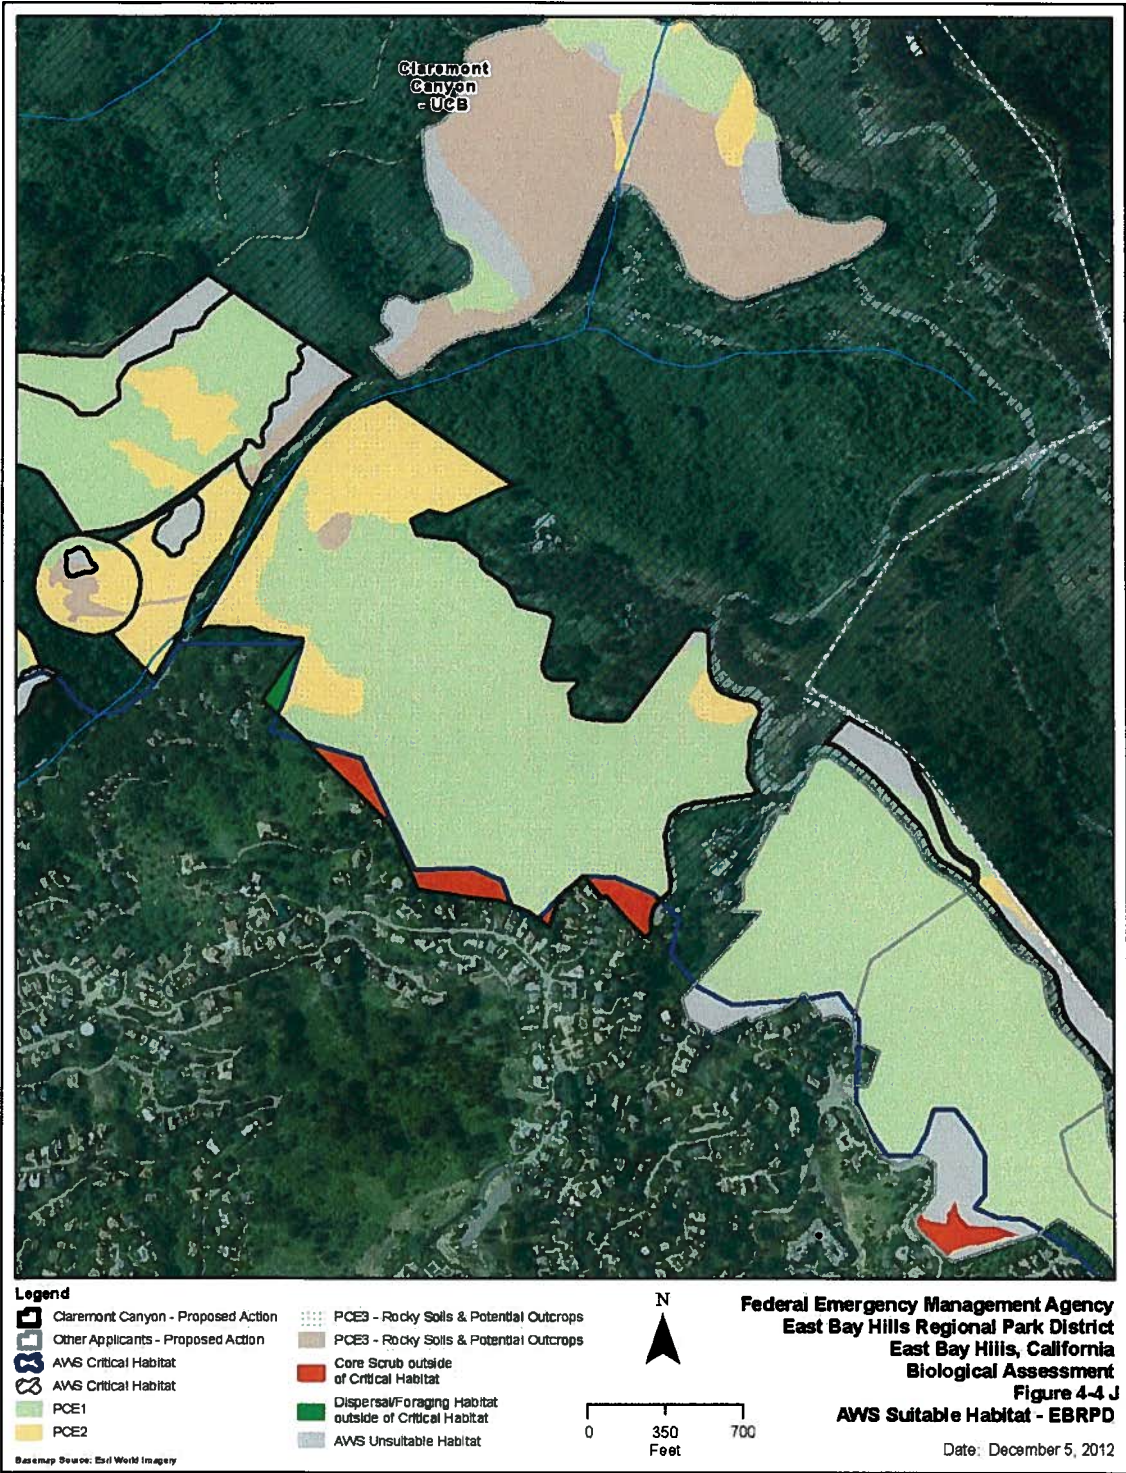 Claremont
Canyon
- UCB
Legend
Claremont Canyon - Proposed Action
Other Applicants - Proposed Action
AWS Critical Habitat
AWS Critical Habitat
PCE1
PCE2
Basemap Source: Esri World Imagery
PCE3 - Rocky Soils & Potential Outcrops
PCE3 - Rocky Soils & Potential Outcrops
Core Scrub outside
of Critical Habitat
Dispersal/Foraging Habitat
outside of Critical Habitat
AWS Unsuitable Habitat
N
0 350 700
Feet
Federal Emergency Management Agency
East Bay Hills Regional Park District
East Bay Hills, California
Biological Assessment
Figure 4-4 J
AWS Suitable Habitat - EBRPD
Date: December 5, 2012